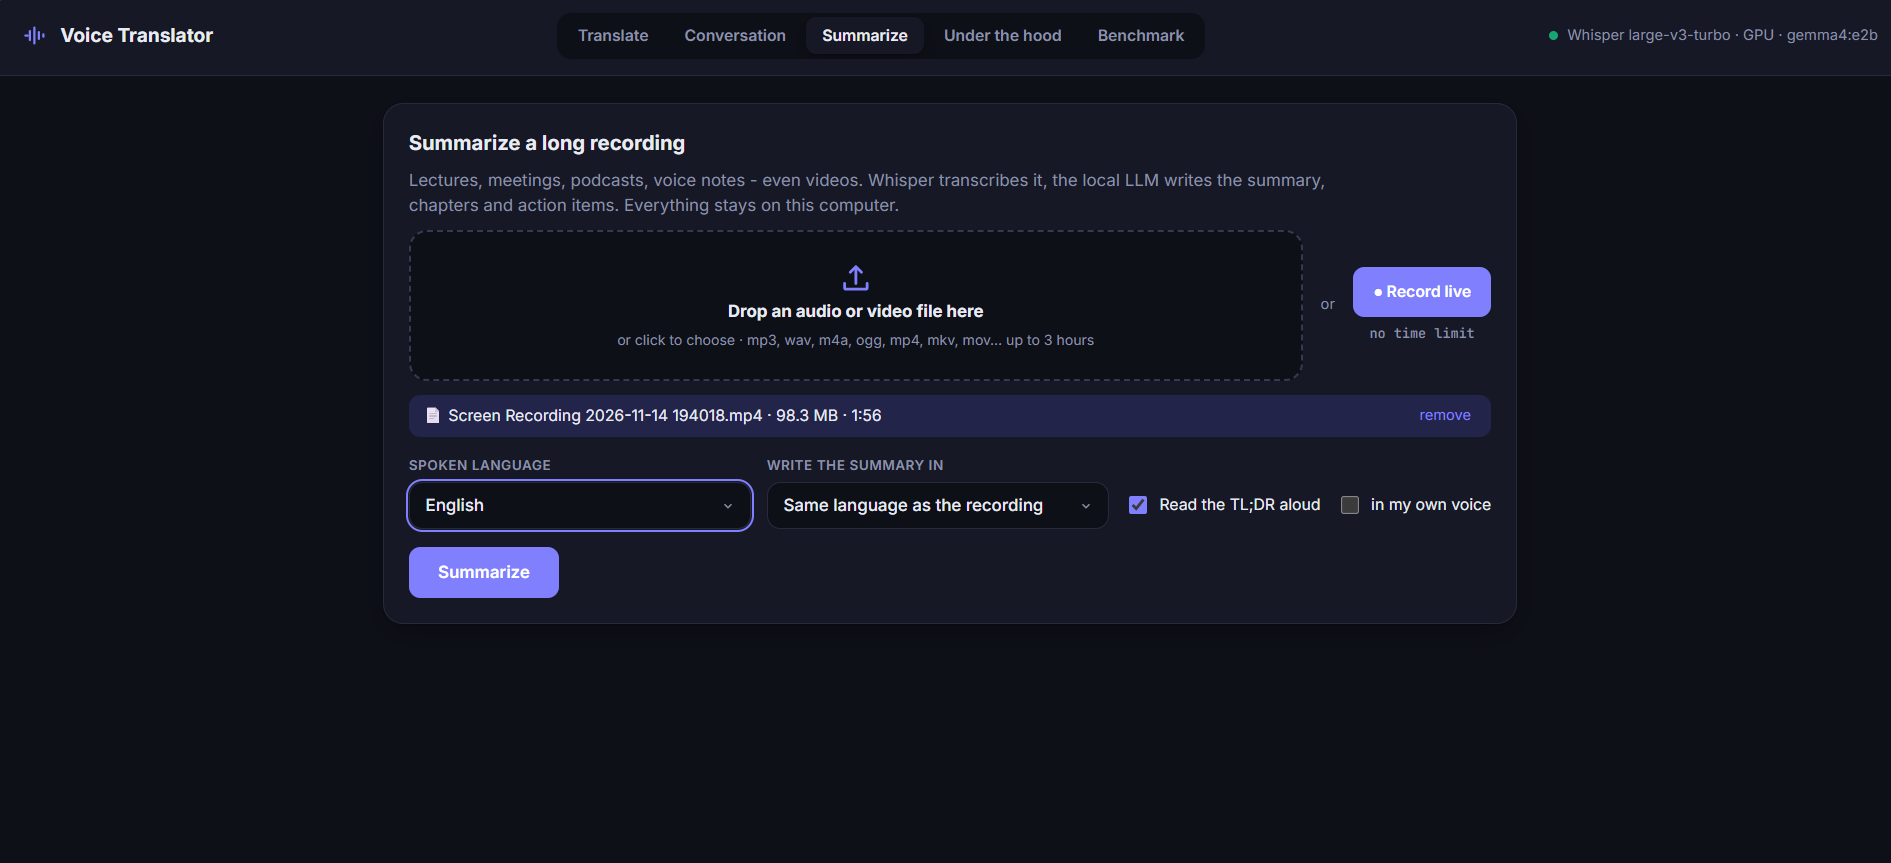 Voice Translator
Translate
Conversation
Summarize
Under the hood
Benchmark
Whisper large-v3-turbo · GPU · gemma4:e2b
Summarize a long recording
Lectures, meetings, podcasts, voice notes - even videos. Whisper transcribes it, the local LLM writes the summary,
chapters and action items. Everything stays on this computer.
Drop an audio or video file here
or click to choose · mp3, wav, m4a, ogg, mp4, mkv, mov... up to 3 hours
or
● Record live
no time limit
Screen Recording 2026-11-14 194018.mp4 · 98.3 MB · 1:56
remove
SPOKEN LANGUAGE
WRITE THE SUMMARY IN
English
Same language as the recording
Read the TL;DR aloud
in my own voice
Summarize